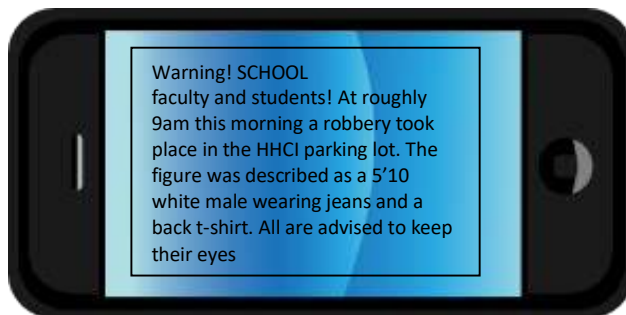 Warning! SCHOOL
faculty and students! At roughly
9am this morning a robbery took
place in the HHCI parking lot. The
figure was described as a 5’10
white male wearing jeans and a
back t-shirt. All are advised to keep
their eyes